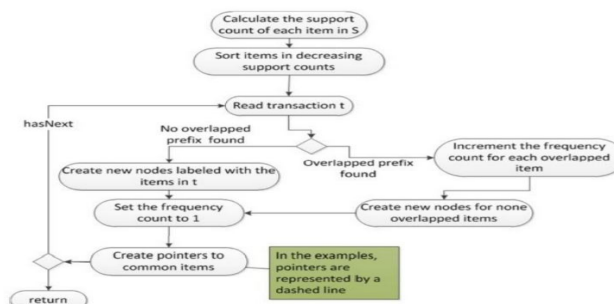 Calculate the support
count of each item in S
Sort items in decreasing
support counts
Read transaction t
hasNext
No overlapped
prefix found
Overlapped prefix
found
Increment the frequency
count for each overlapped
item
Create new nodes labeled with the
items in t
Create new nodes for none
overlapped items
Set the frequency
count to 1
Create pointers to
common items
In the examples,
pointers are
represented by a
dashed line
return